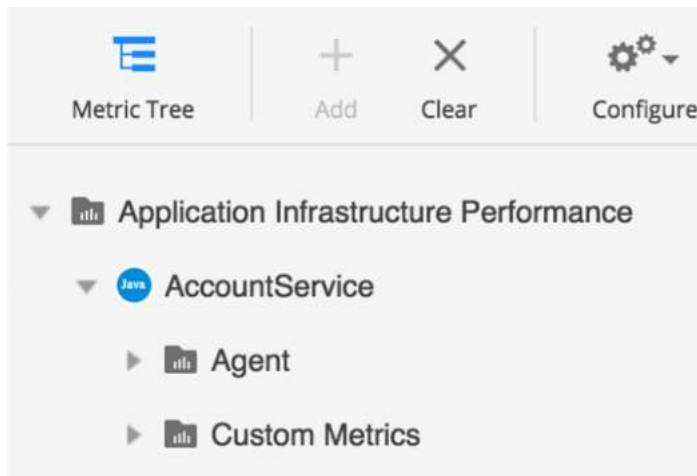 Metric Tree
Add
Clear
Configure
Application Infrastructure Performance
Java
AccountService
Agent
Custom Metrics